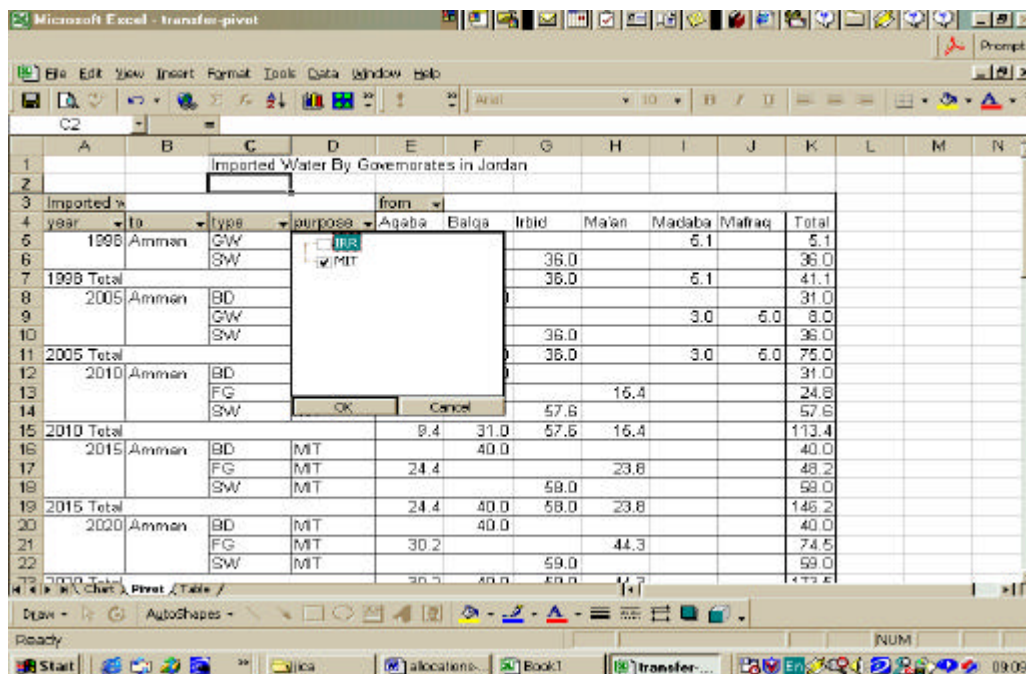 Microsoft Excel - transfer-pivot
Prompt
File Edit View Insert Format Tools Data Window Help
Arial 10 B I U
C2 =
A B C D E F G H I J K L M N
1 Imported Water By Governorates in Jordan
2
3 Imported w from
4 year to type purpose Aqaba Balqa Irbid Ma'an Madaba Mafraq Total
5 1998 Amman GW IRR 5.1 5.1
6 SW MIT 36.0 36.0
7 1998 Total 36.0 5.1 41.1
8 2005 Amman BD 31.0
9 GW 3.0 5.0 8.0
10 SW 36.0 36.0
11 2005 Total 36.0 3.0 5.0 75.0
12 2010 Amman BD 31.0
13 FG 15.4 24.8
14 SW OK Cancel 57.6 57.6
15 2010 Total 9.4 31.0 57.6 15.4 113.4
16 2015 Amman BD MIT 40.0 40.0
17 FG MIT 24.4 23.8 48.2
18 SW MIT 58.0 58.0
19 2015 Total 24.4 40.0 58.0 23.8 146.2
20 2020 Amman BD MIT 40.0 40.0
21 FG MIT 30.2 44.3 74.5
22 SW MIT 59.0 59.0
Chart Pivot Table
Draw AutoShapes
Ready NUM
Start jica allocations-... Book1 transfer-... En 09:09